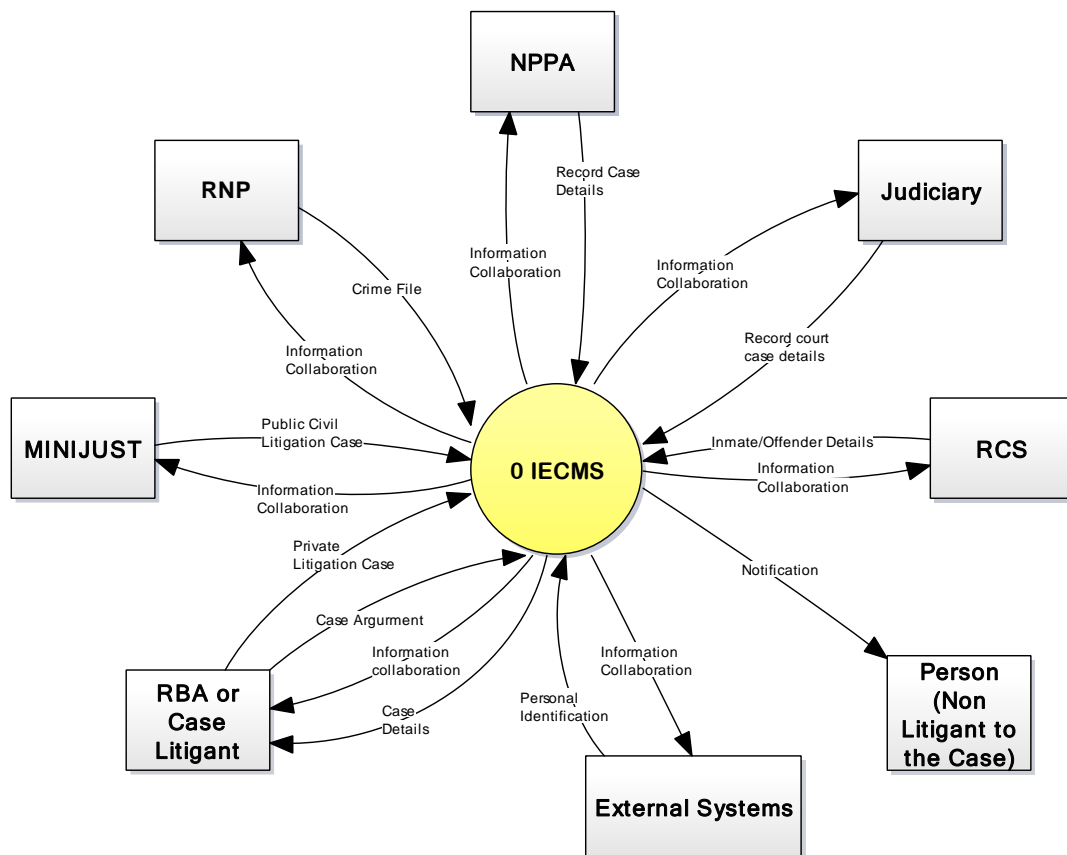 NPPA
RNP
Judiciary
Record Case
Details
Information
Collaboration
Information
Collaboration
Crime File
Record court
case details
Information
Collaboration
MINIJUST
Public Civil
Litigation Case
Inmate/Offender Details
RCS
0 IECMS
Information
Collaboration
Information
Collaboration
Private
Litigation Case
Notification
Case Argurment
Information
collaboration
Information
Collaboration
RBA or
Case
Litigant
Case
Details
Personal
Identification
Person
(Non
Litigant to
the Case)
External Systems